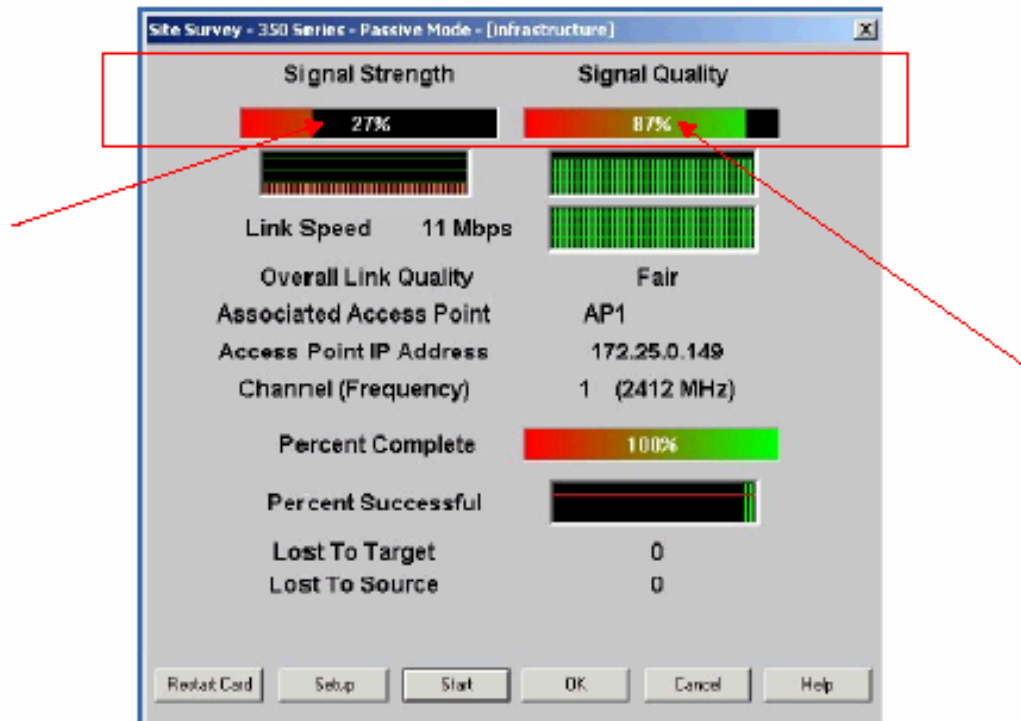 Site Survey - 350 Series - Passive Mode - [Infrastructure]
Signal Strength Signal Quality
27% 87%
Link Speed 11 Mbps
Overall Link Quality Fair
Associated Access Point AP1
Access Point IP Address 172.25.0.149
Channel (Frequency) 1 (2412 MHz)
Percent Complete 100%
Percent Successful
Lost To Target 0
Lost To Source 0
Restart Card Setup Start OK Cancel Help